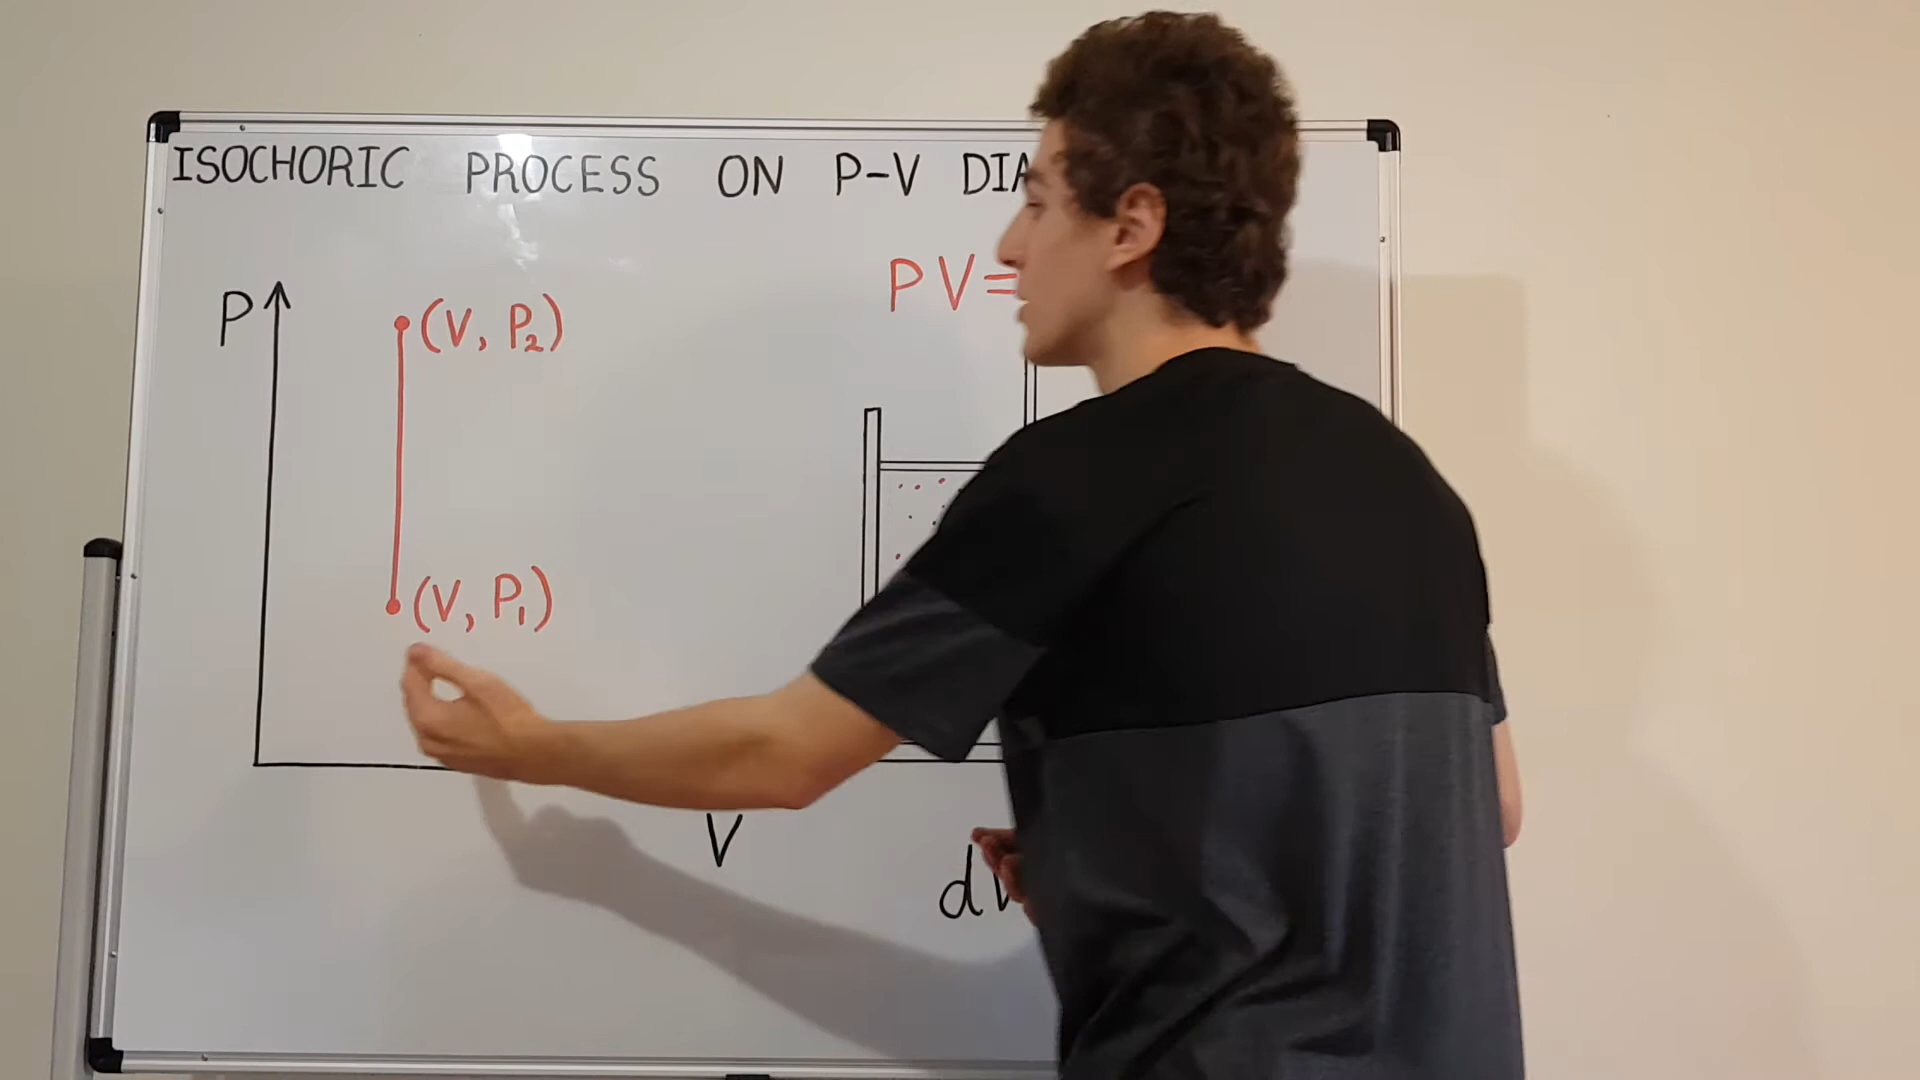 ISOCHORIC PROCESS ON P-V DIA
P
(V, P₂)
PV=
(V, P₁)
V
dV